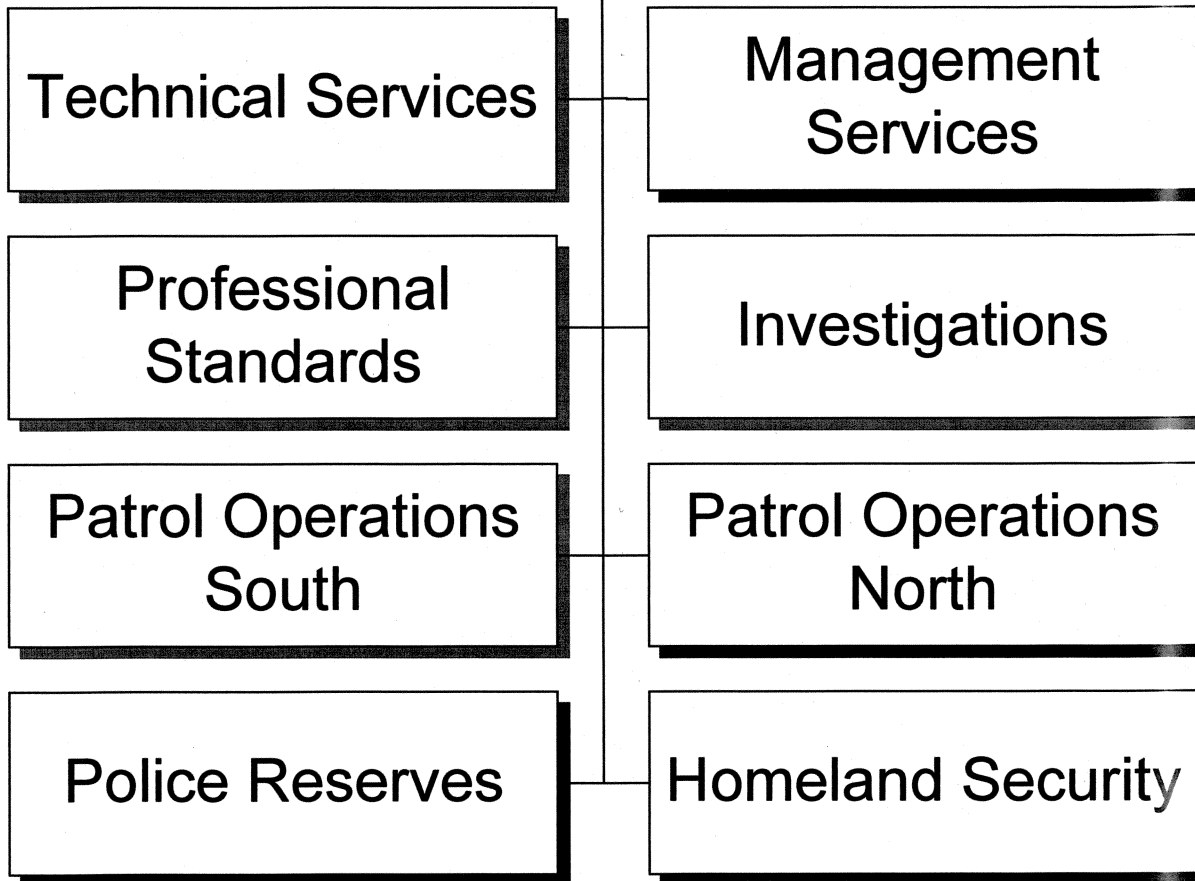 Technical Services
Management
Services
Professional
Standards
Investigations
Patrol Operations
South
Patrol Operations
North
Police Reserves
Homeland Security